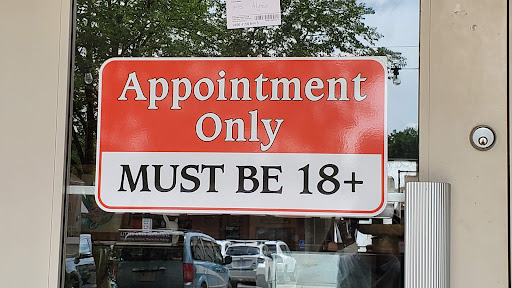 Appointment
Only
MUST BE 18+